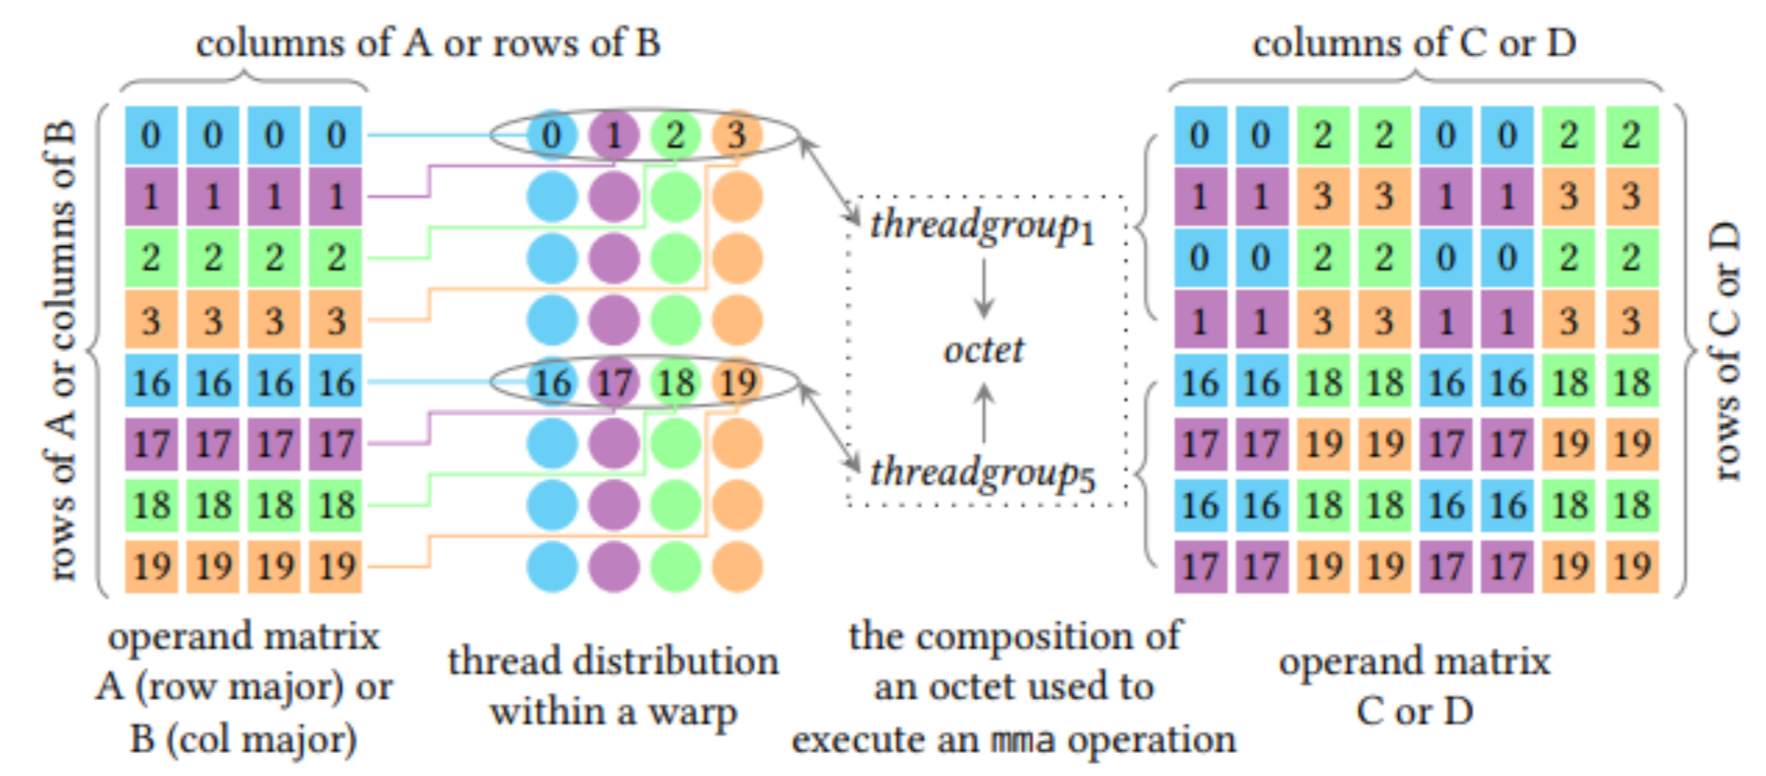 columns of A or rows of B
columns of C or D
rows of A or columns of B
0 0 0 0
1 1 1 1
2 2 2 2
3 3 3 3
16 16 16 16
17 17 17 17
18 18 18 18
19 19 19 19
0 1 2 3
16 17 18 19
threadgroup1
octet
threadgroup5
0 0 2 2 0 0 2 2
1 1 3 3 1 1 3 3
0 0 2 2 0 0 2 2
1 1 3 3 1 1 3 3
16 16 18 18 16 16 18 18
17 17 19 19 17 17 19 19
16 16 18 18 16 16 18 18
17 17 19 19 17 17 19 19
rows of C or D
operand matrix
A (row major) or
B (col major)
thread distribution
within a warp
the composition of
an octet used to
execute an mma operation
operand matrix
C or D